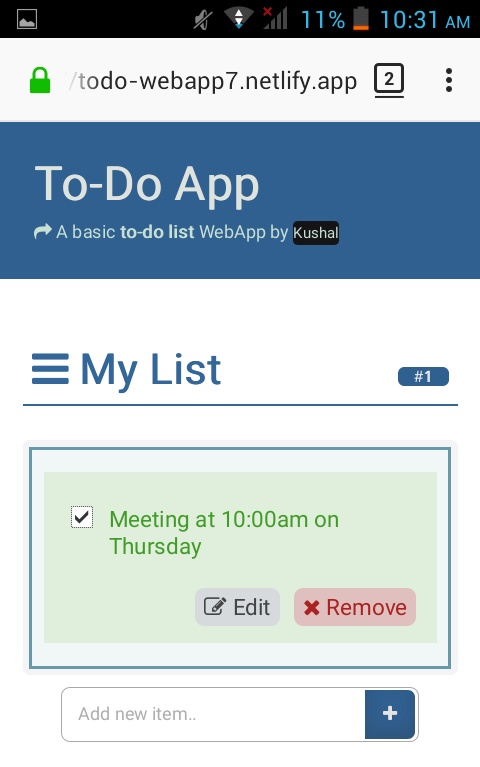 11% 10:31 AM
/todo-webapp7.netlify.app 2
To-Do App
A basic to-do list WebApp by Kushal
My List #1
Meeting at 10:00am on
Thursday
Edit Remove
Add new item.. +